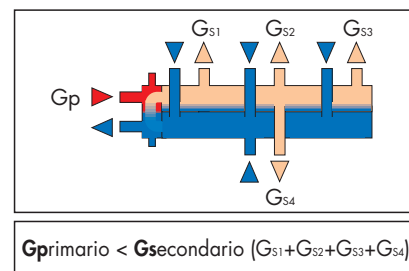 GS1 GS2 GS3
Gp
GS4
Gprimario < Gsecondario (GS1+GS2+GS3+GS4)